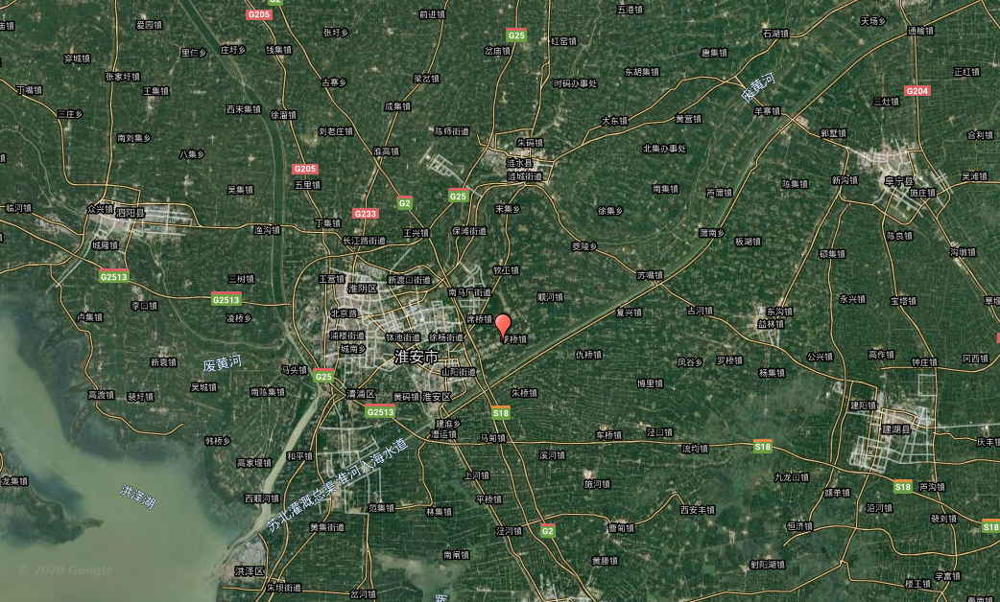 G2
G205
前进镇
五港镇
天场乡
爱园镇
张圩乡
G25
石湖镇
通榆镇
红窑镇
里仁乡
庄圩乡
钱集镇
岔庙镇
唐集镇
穿城镇
张家圩镇
古寨乡
梁岔镇
时码办事处
东胡集镇
废黄河
正红镇
丁嘴镇
王集镇
G204
三庄乡
西宋集镇
徐溜镇
成集镇
三灶镇
羊寨镇
刘老庄镇
陈师街道
大东镇
黄营镇
郭墅镇
合利镇
南刘集乡
朱码镇
八集乡
淮高镇
北集办事处
涟水县
G205
涟城街道
新沟镇
阜宁县
吴滩镇
吴集镇
五里镇
南集镇
芦蒲镇
陈集镇
施庄镇
G25
G2
临河镇
众兴镇
泗阳县
G233
宋集乡
徐集乡
丁集镇
渔沟镇
王兴镇
保滩街道
蒲南乡
陈良镇
长江路街道
板湖镇
城厢镇
茭陵乡
硕集镇
沟墩镇
钦工镇
G2513
三树镇
王营镇
新渡口街道
苏嘴镇
淮阴区
南马厂街道
顺河镇
G2513
永兴镇
宝塔镇
李口镇
北京路
复兴镇
古河镇
东沟镇
卢集镇
凌桥乡
席桥镇
益林镇
浦楼街道
钵池街道
徐杨街道
季桥镇
城南乡
淮安市
仇桥镇
公兴镇
高作镇
新袁镇
废黄河
凤谷乡
罗桥镇
钟庄镇
冈西镇
马头镇
山阳街道
杨集镇
G25
吴城镇
博里镇
高渡镇
裴圩镇
南陈集镇
清浦区
黄码镇
淮安区
朱桥镇
G2513
S18
建阳镇
建淮乡
建湖县
漕运镇
马甸镇
车桥镇
泾口镇
韩桥乡
流均镇
S18
庆丰镇
和平镇
溪河镇
高家堰镇
苏北灌溉总渠淮河入海水道
上河镇
九龙口镇
龙集镇
施河镇
S18
芦沟镇
洪泽湖
西顺河镇
平桥镇
颜单镇
范集镇
林集镇
西安丰镇
沿河镇
裴刘镇
黄集街道
泾河镇
G2
曹甸镇
恒济镇
S18
南闸镇
黄塍镇
射阳湖镇
© 2020 Google
洪泽区
学富镇
朱坝街道
岔河镇
楼王镇